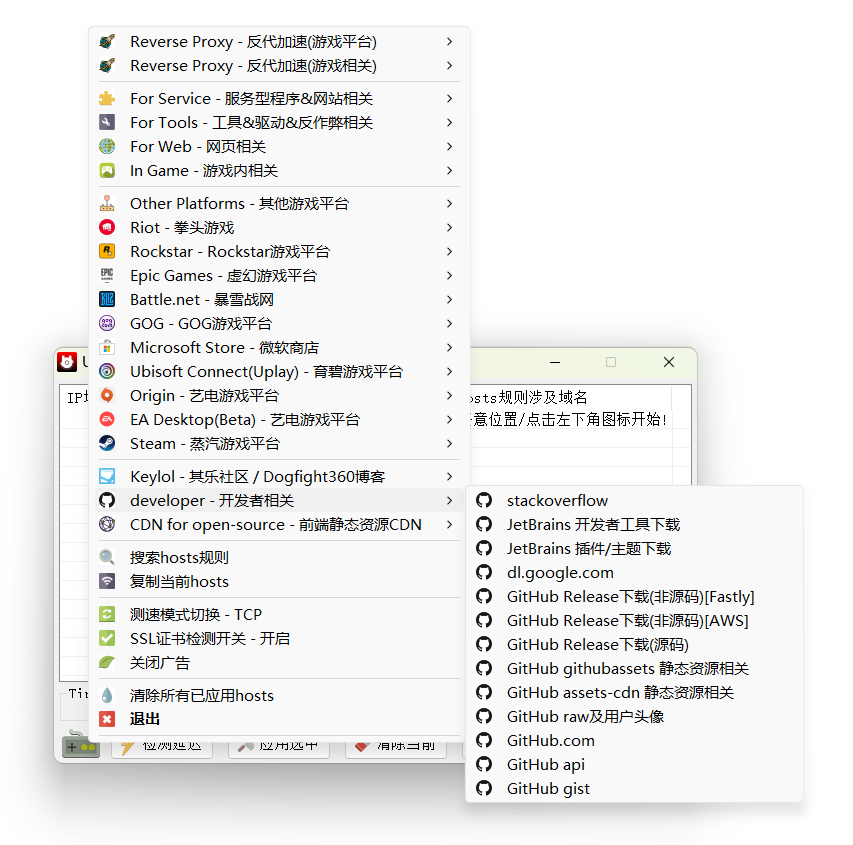 Reverse Proxy - 反代加速(游戏平台)
Reverse Proxy - 反代加速(游戏相关)
For Service - 服务型程序&网站相关
For Tools - 工具&驱动&反作弊相关
For Web - 网页相关
In Game - 游戏内相关
Other Platforms - 其他游戏平台
Riot - 拳头游戏
Rockstar - Rockstar游戏平台
Epic Games - 虚幻游戏平台
Battle.net - 暴雪战网
GOG - GOG游戏平台
Microsoft Store - 微软商店
Ubisoft Connect(Uplay) - 育碧游戏平台
Origin - 艺电游戏平台
EA Desktop(Beta) - 艺电游戏平台
Steam - 蒸汽游戏平台
Keylol - 其乐社区 / Dogfight360博客
developer - 开发者相关
CDN for open-source - 前端静态资源CDN
搜索hosts规则
复制当前hosts
测速模式切换 - TCP
SSL证书检测开关 - 开启
关闭广告
清除所有已应用hosts
退出
U
IP
osts规则涉及域名
意位置/点击左下角图标开始!
Tir
检测延迟
应用选中
清除当前
stackoverflow
JetBrains 开发者工具下载
JetBrains 插件/主题下载
dl.google.com
GitHub Release下载(非源码)[Fastly]
GitHub Release下载(非源码)[AWS]
GitHub Release下载(源码)
GitHub githubassets 静态资源相关
GitHub assets-cdn 静态资源相关
GitHub raw及用户头像
GitHub.com
GitHub api
GitHub gist